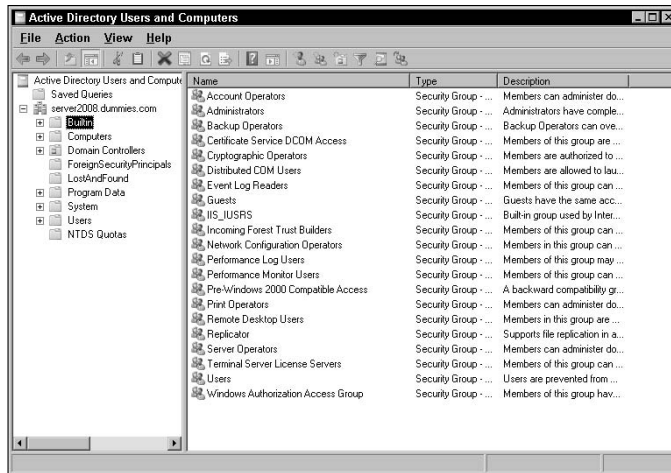 Active Directory Users and Computers
File Action View Help
Active Directory Users and Compute
Saved Queries
server2008.dummies.com
Builtin
Computers
Domain Controllers
ForeignSecurityPrincipals
LostAndFound
Program Data
System
Users
NTDS Quotas
Name Type Description
Account Operators Security Group - ... Members can administer do...
Administrators Security Group - ... Administrators have comple...
Backup Operators Security Group - ... Backup Operators can ove...
Certificate Service DCOM Access Security Group - ... Members of this group are ...
Cryptographic Operators Security Group - ... Members are authorized to ...
Distributed COM Users Security Group - ... Members are allowed to lau...
Event Log Readers Security Group - ... Members of this group can ...
Guests Security Group - ... Guests have the same acc...
IIS_IUSRS Security Group - ... Built-in group used by Inter...
Incoming Forest Trust Builders Security Group - ... Members of this group can ...
Network Configuration Operators Security Group - ... Members in this group can ...
Performance Log Users Security Group - ... Members of this group may ...
Performance Monitor Users Security Group - ... Members of this group can ...
Pre-Windows 2000 Compatible Access Security Group - ... A backward compatibility gr...
Print Operators Security Group - ... Members can administer do...
Remote Desktop Users Security Group - ... Members in this group are ...
Replicator Security Group - ... Supports file replication in a...
Server Operators Security Group - ... Members can administer do...
Terminal Server License Servers Security Group - ... Members of this group can ...
Users Security Group - ... Users are prevented from ...
Windows Authorization Access Group Security Group - ... Members of this group hav...